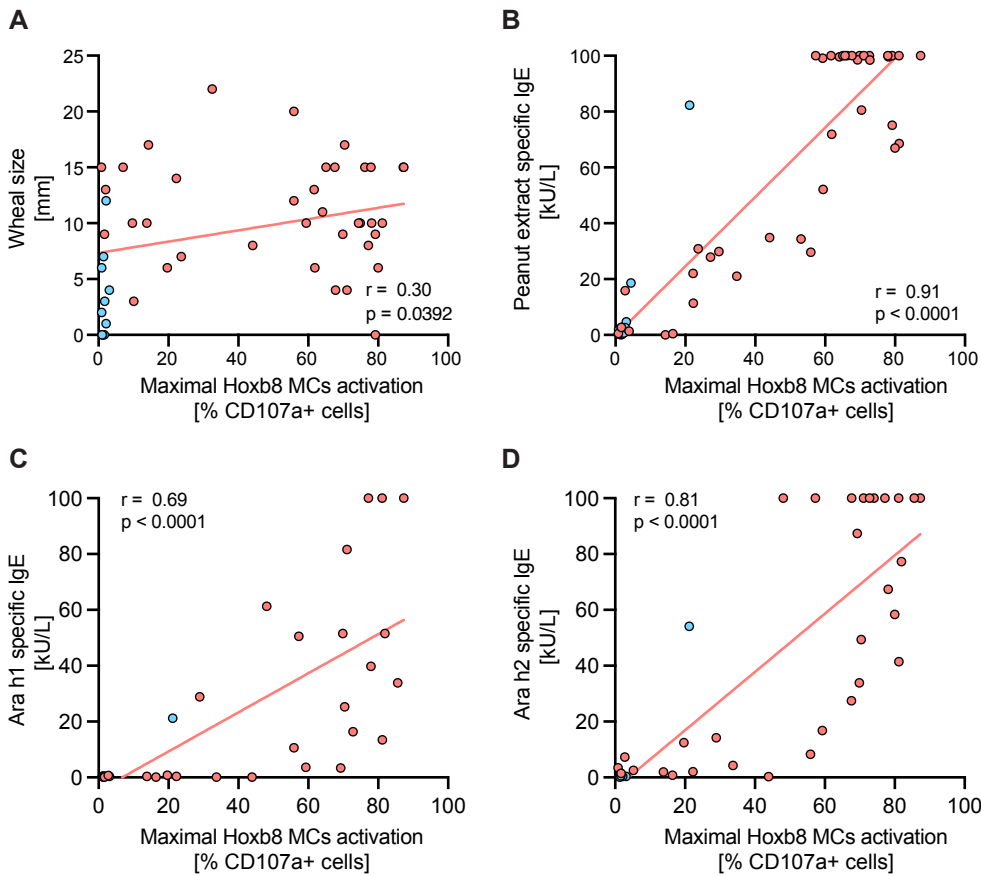 A
25
20
15
10
5
0
Wheal size
[mm]
r = 0.30
p = 0.0392
0 20 40 60 80 100
Maximal Hoxb8 MCs activation
[% CD107a+ cells]
B
100
80
60
40
20
0
Peanut extract specific IgE
[kU/L]
r = 0.91
p < 0.0001
0 20 40 60 80 100
Maximal Hoxb8 MCs activation
[% CD107a+ cells]
C
100
80
60
40
20
0
Ara h1 specific IgE
[kU/L]
r = 0.69
p < 0.0001
0 20 40 60 80 100
Maximal Hoxb8 MCs activation
[% CD107a+ cells]
D
100
80
60
40
20
0
Ara h2 specific IgE
[kU/L]
r = 0.81
p < 0.0001
0 20 40 60 80 100
Maximal Hoxb8 MCs activation
[% CD107a+ cells]